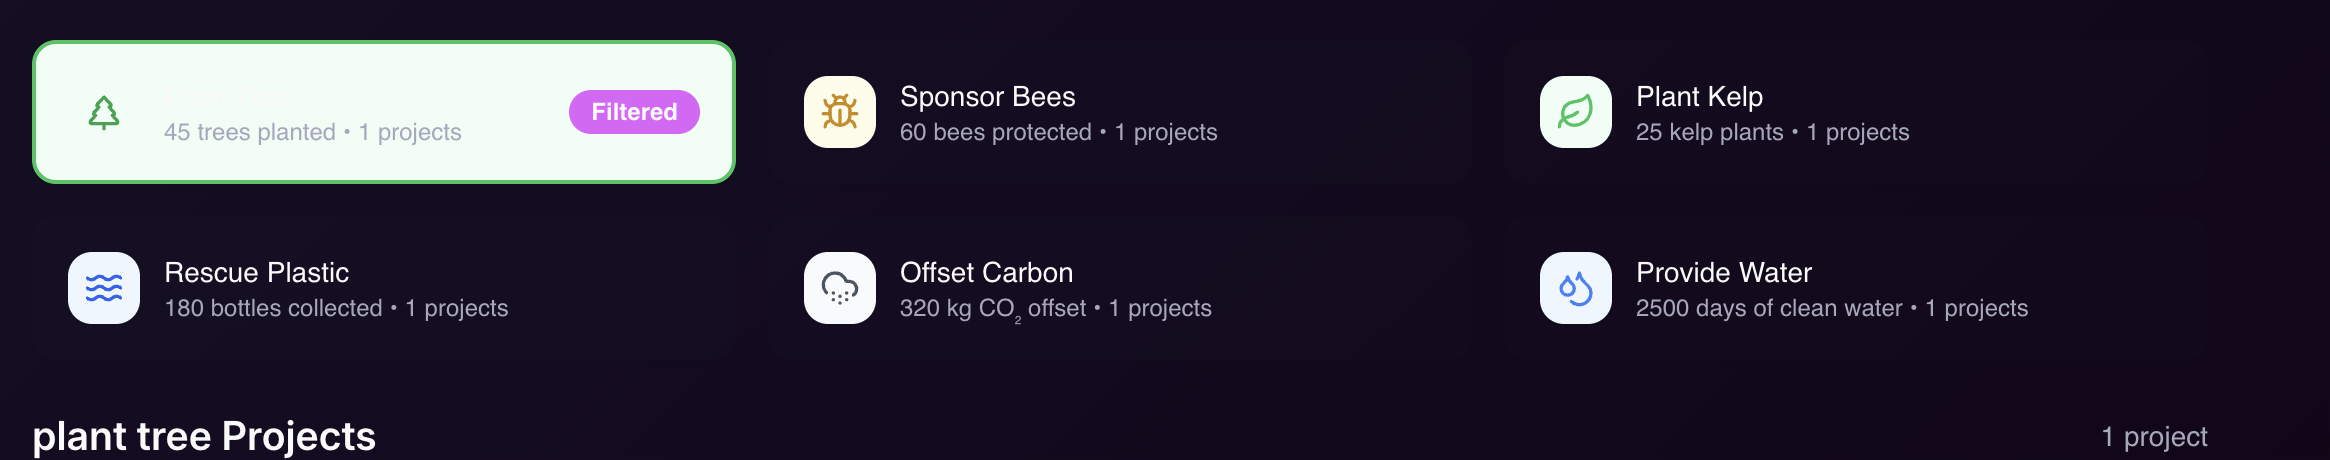 45 trees planted • 1 projects
Filtered
Sponsor Bees
60 bees protected • 1 projects
Plant Kelp
25 kelp plants • 1 projects
Rescue Plastic
180 bottles collected • 1 projects
Offset Carbon
320 kg CO₂ offset • 1 projects
Provide Water
2500 days of clean water • 1 projects
plant tree Projects
1 project